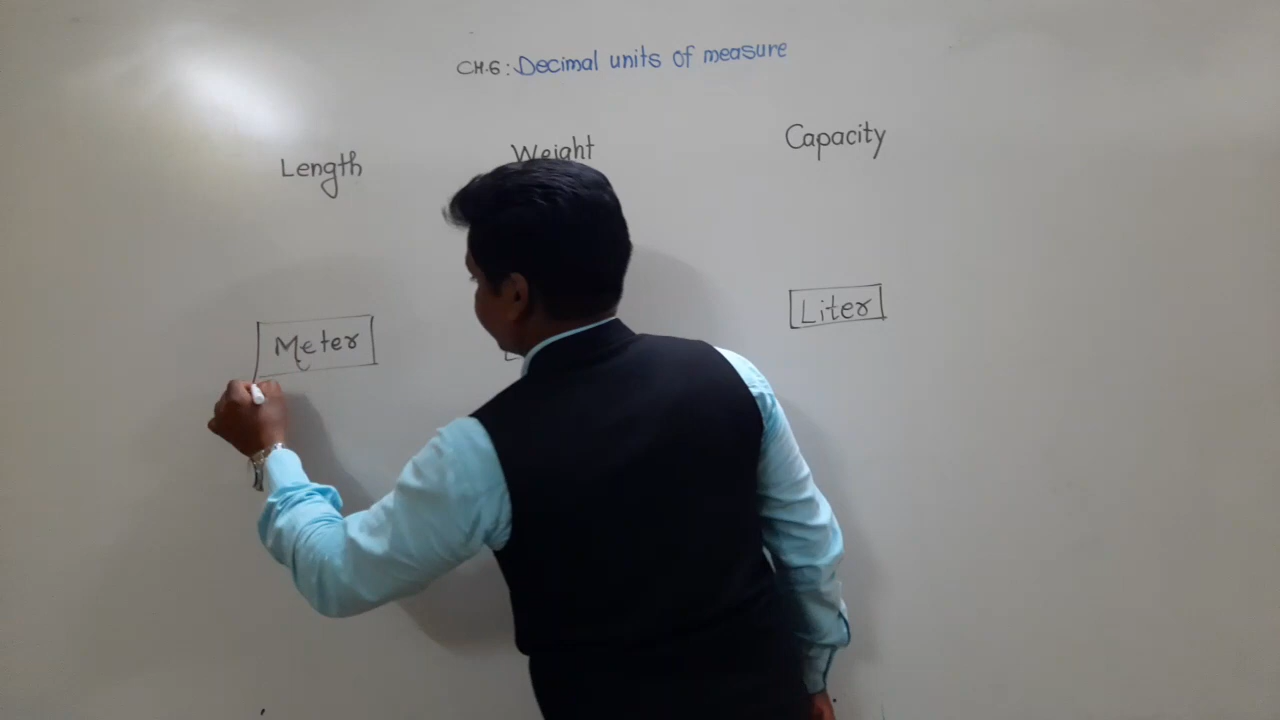 CH.6: Decimal units of measure
Length Weight Capacity
Meter Liter